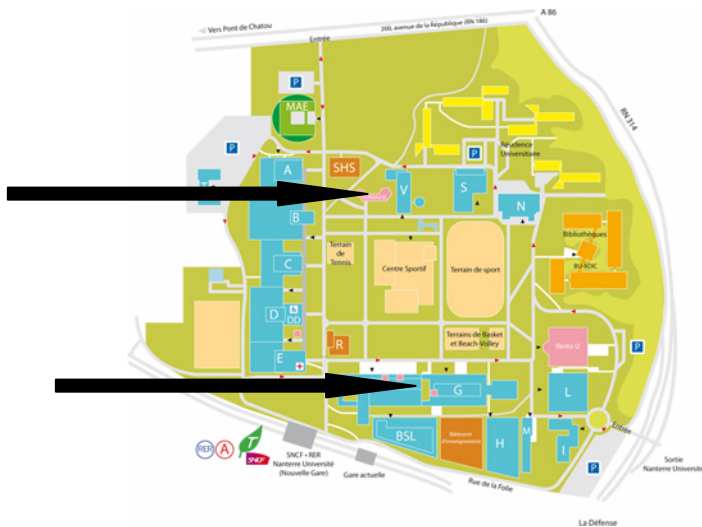 A 86
Vers Pont de Chatou
200, avenue de la République (RN 186)
Entrée
P
MAE
RN 314
P
Résidence
Universitaire
P
A
SHS
V
S
N
B
Bibliothèques
BU-BDIC
Terrain
de
Tennis
Centre Sportif
Terrain de sport
C
D
DD
R
Terrains de Basket
et Beach-Volley
Resto U
P
E
G
L
BSL
Bâtiment
d'enseignement
H
M
I
Entrée
RER
A
T
SNCF
SNCF • RER
Nanterre Université
(Nouvelle Gare)
Gare actuelle
Rue de la Folie
P
Sortie
Nanterre Université
La Défense